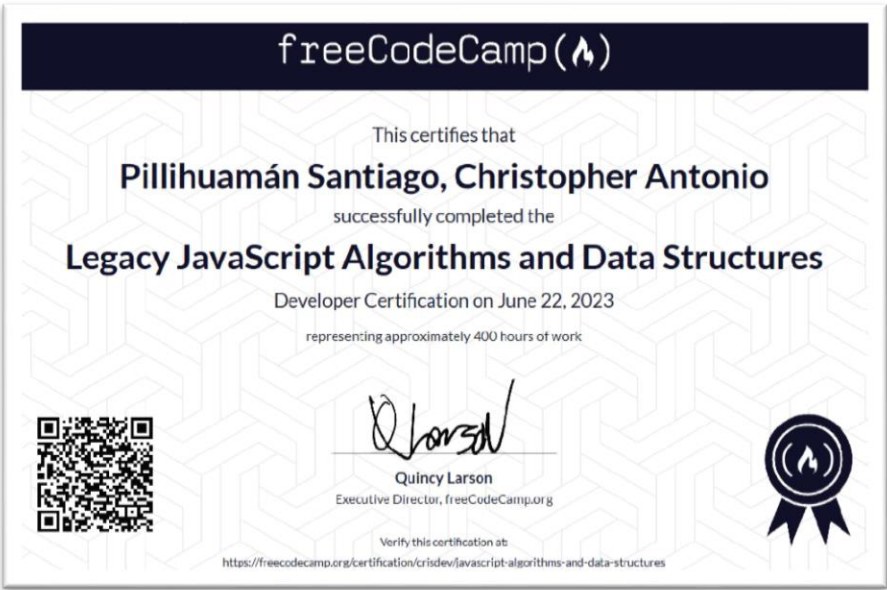 freeCodeCamp(🔥)
This certifies that
Pillihuamán Santiago, Christopher Antonio
successfully completed the
Legacy JavaScript Algorithms and Data Structures
Developer Certification on June 22, 2023
representing approximately 400 hours of work
Quincy Larson
Executive Director, freeCodeCamp.org
Verify this certification at:
https://freecodecamp.org/certification/crisdev/javascript-algorithms-and-data-structures